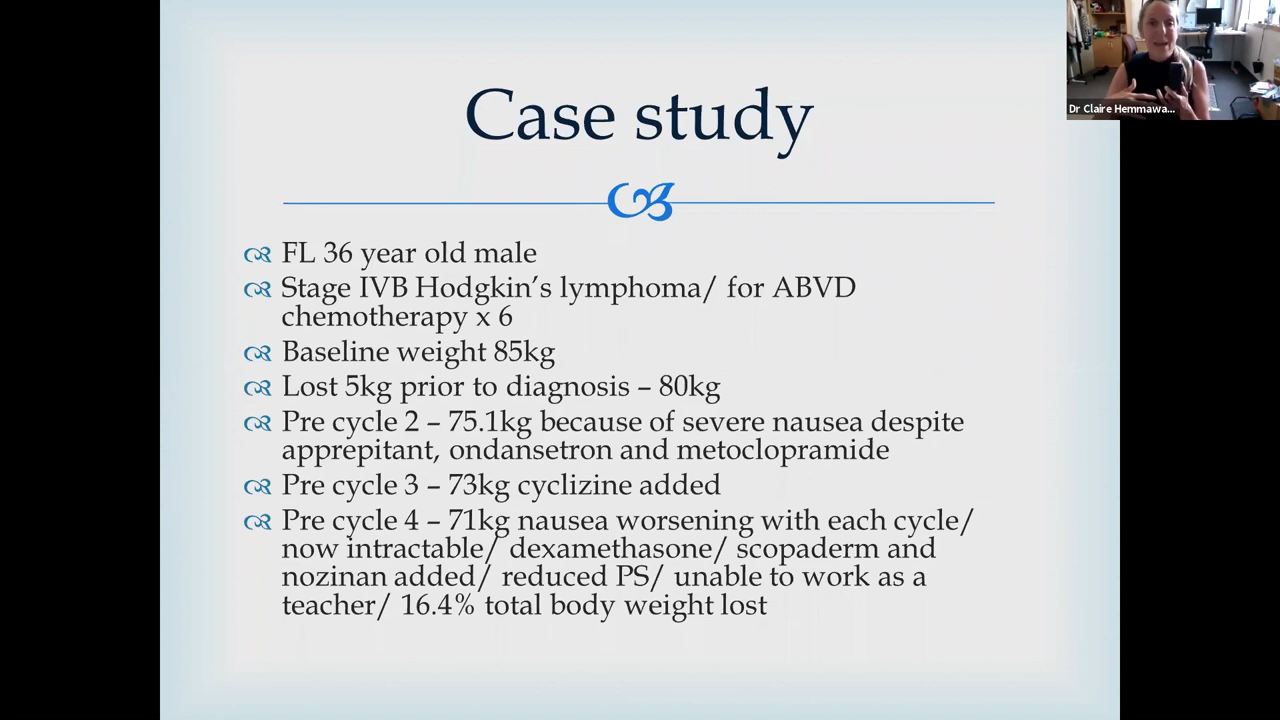 Dr Claire Hemmawa...
Case study
FL 36 year old male
Stage IVB Hodgkin’s lymphoma/ for ABVD
chemotherapy x 6
Baseline weight 85kg
Lost 5kg prior to diagnosis – 80kg
Pre cycle 2 – 75.1kg because of severe nausea despite
apprepitant, ondansetron and metoclopramide
Pre cycle 3 – 73kg cyclizine added
Pre cycle 4 – 71kg nausea worsening with each cycle/
now intractable/ dexamethasone/ scopaderm and
nozinan added/ reduced PS/ unable to work as a
teacher/ 16.4% total body weight lost